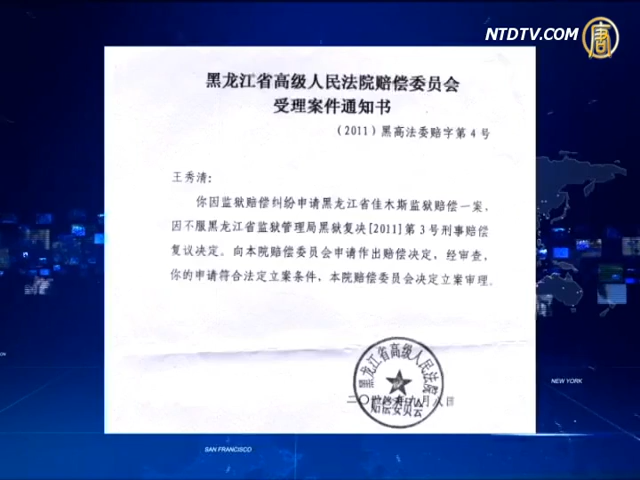 NTDTV.COM
唐
黑龙江省高级人民法院赔偿委员会
受理案件通知书
（2011）黑高法委赔字第4号
王秀清：
你因监狱赔偿纠纷申请黑龙江省佳木斯监狱赔偿一案，
因不服黑龙江省监狱管理局黑狱复决[2011]第3号刑事赔偿
复议决定。向本院赔偿委员会申请作出赔偿决定，经审查，
你的申请符合法定立案条件、本院赔偿委员会决定立案审理。
黑龙江省高级人民法院
赔偿委员会
月八日
NEW YORK
SAN FRANCISCO